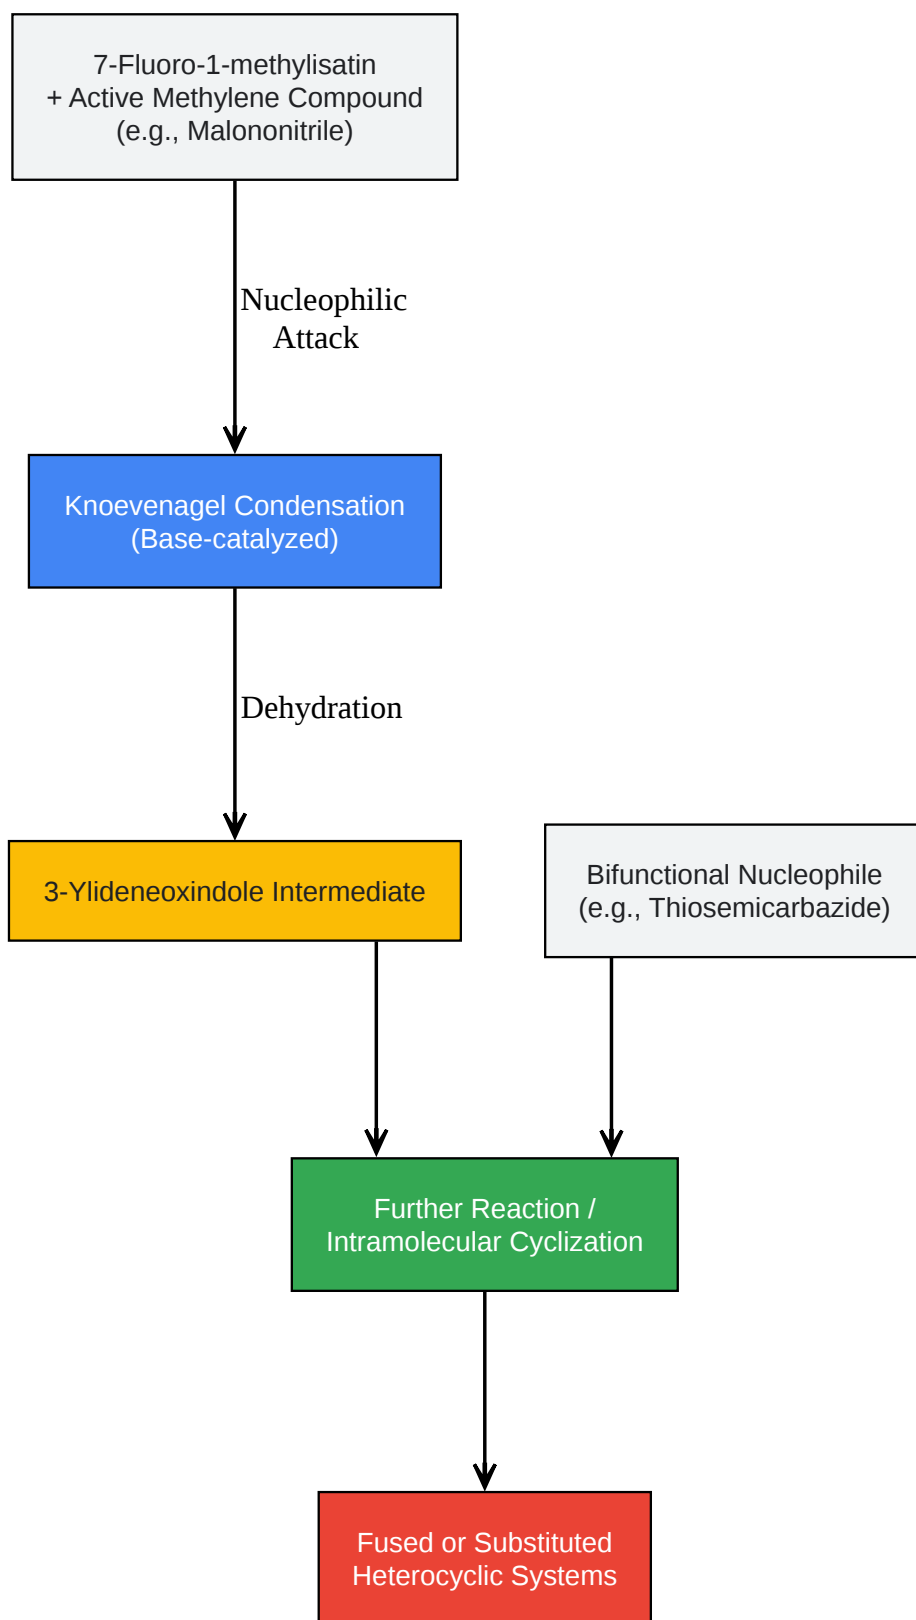 7-Fluoro-1-methylisatin
+ Active Methylene Compound
(e.g., Malononitrile)
Nucleophilic
Attack
Knoevenagel Condensation
(Base-catalyzed)
Dehydration
3-Ylideneoxindole Intermediate
Bifunctional Nucleophile
(e.g., Thiosemicarbazide)
Further Reaction /
Intramolecular Cyclization
Fused or Substituted
Heterocyclic Systems